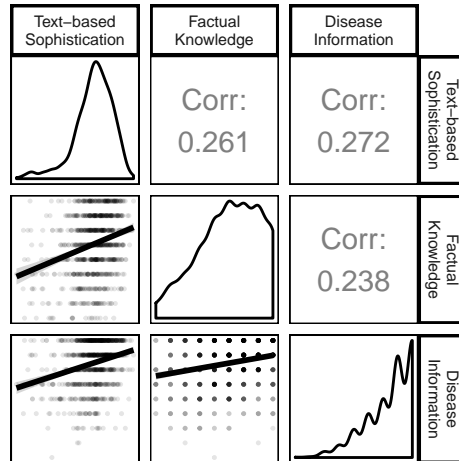 Text−based
Sophistication
Factual
Knowledge
Disease
Information
Corr:
0.261
Corr:
0.272
Text−based
Sophistication
Corr:
0.238
Factual
Knowledge
Disease
Information